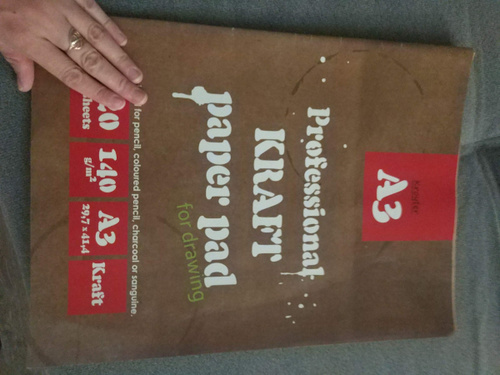 A3
Professional
KRAFT
paper pad
for drawing
for pencil, coloured pencil, charcoal or sanguine.
20
sheets
140
g/m²
A3
29,7 x 41,4
Kraft